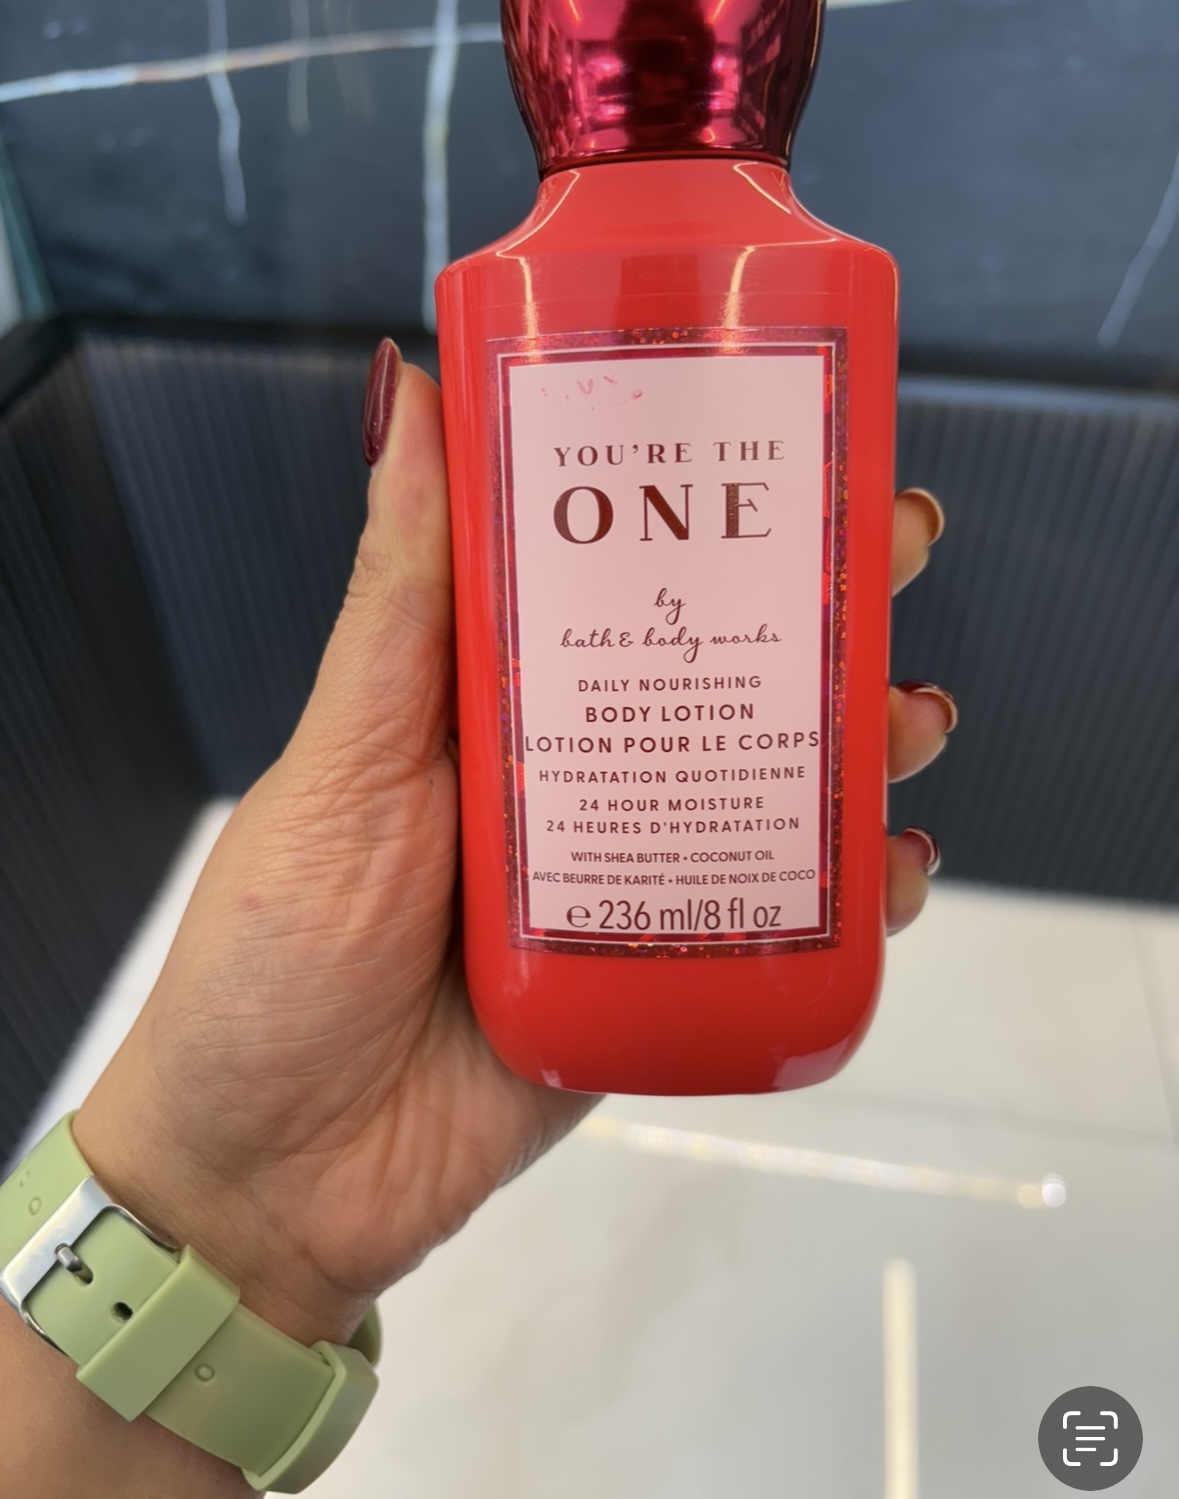 YOU'RE THE
ONE
by
bath & body works
DAILY NOURISHING
BODY LOTION
LOTION POUR LE CORPS
HYDRATATION QUOTIDIENNE
24 HOUR MOISTURE
24 HEURES D'HYDRATATION
WITH SHEA BUTTER + COCONUT OIL
AVEC BEURRE DE KARITÉ + HUILE DE NOIX DE COCO
℮ 236 ml/8 fl oz